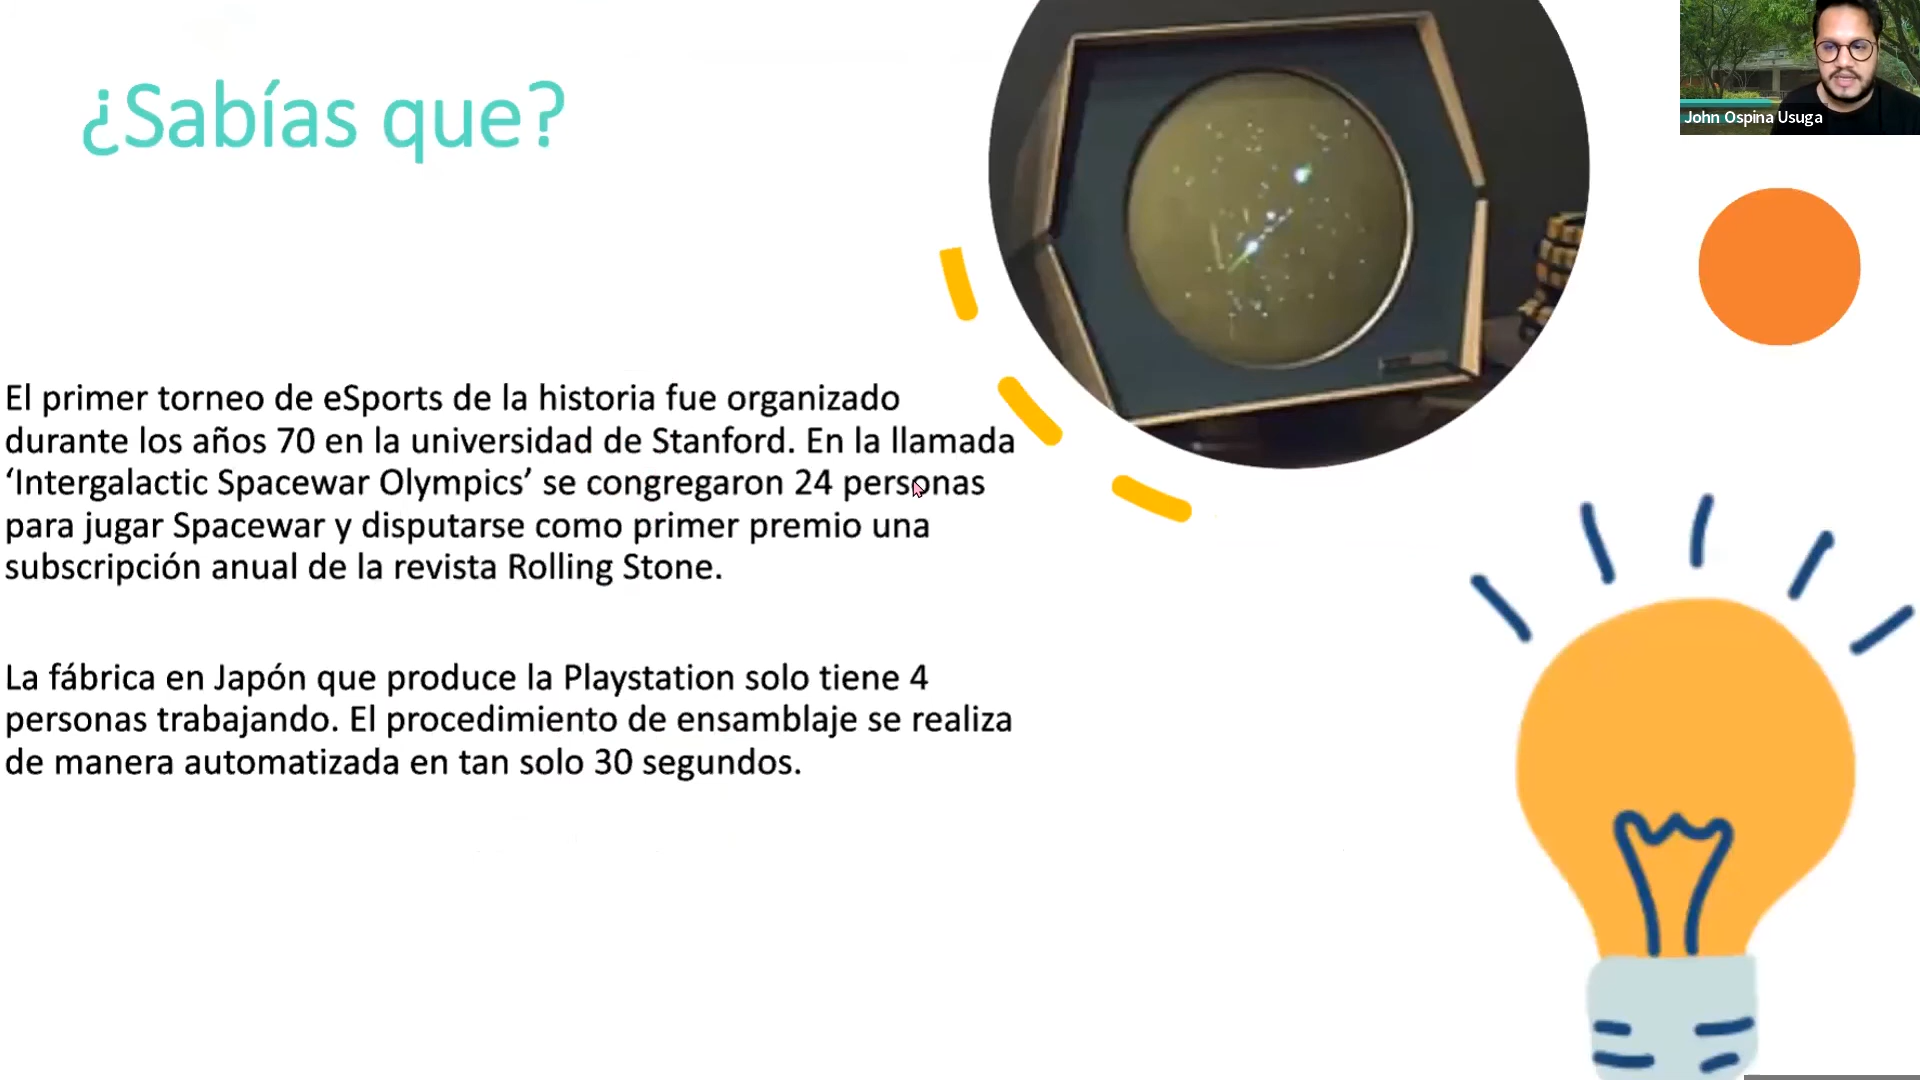 ¿Sabías que?
John Ospina Usuga
El primer torneo de eSports de la historia fue organizado
durante los años 70 en la universidad de Stanford. En la llamada
‘Intergalactic Spacewar Olympics’ se congregaron 24 personas
para jugar Spacewar y disputarse como primer premio una
subscripción anual de la revista Rolling Stone.
La fábrica en Japón que produce la Playstation solo tiene 4
personas trabajando. El procedimiento de ensamblaje se realiza
de manera automatizada en tan solo 30 segundos.